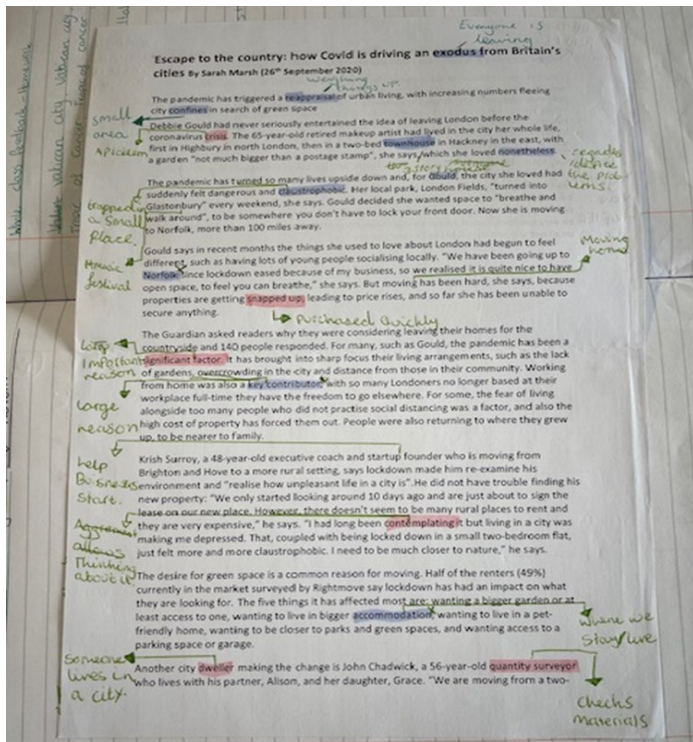 Everyone is
leaving
Escape to the country: how Covid is driving an exodus from Britain's
cities By Sarah Marsh (26th September 2020)
weighing
things up
The pandemic has triggered a reappraisal of urban living, with increasing numbers fleeing
city confines in search of green space
small
area
Debbie Gould had never seriously entertained the idea of leaving London before the
coronavirus crisis. The 65-year-old retired makeup artist had lived in the city her whole life,
first in Highbury in north London, then in a two-bed townhouse in Hackney in the east, with
a garden "not much bigger than a postage stamp", she says, which she loved nonetheless.
The pandemic has turned so many lives upside down and, for Gould, the city she loved had
suddenly felt dangerous and claustrophobic. Her local park, London Fields, "turned into
Glastonbury" every weekend, she says. Gould decided she wanted space to "breathe and
walk around", to be somewhere you don't have to lock your front door. Now she is moving
to Norfolk, more than 100 miles away.
trapped in
a small
place.
Music
festival
Gould says in recent months the things she used to love about London had begun to feel
different, such as having lots of young people socialising locally. "We have been going up to
Norfolk since lockdown eased because of my business, so we realised it is quite nice to have
open space, to feel you can breathe," she says. But moving has been hard, she says, because
properties are getting snapped up, leading to price rises, and so far she has been unable to
secure anything.
Moving
home
Purchased quickly
The Guardian asked readers why they were considering leaving their homes for the
countryside and 140 people responded. For many, such as Gould, the pandemic has been a
significant factor. It has brought into sharp focus their living arrangements, such as the lack
of gardens, overcrowding in the city and distance from those in their community. Working
from home was also a key contributor, with so many Londoners no longer based at their
workplace full-time they have the freedom to go elsewhere. For some, the fear of living
alongside too many people who did not practise social distancing was a factor, and also the
high cost of property has forced them out. People were also returning to where they grew
up, to be nearer to family.
Important
reason
Large
reason
Krish Surroy, a 48-year-old executive coach and startup founder who is moving from
Brighton and Hove to a more rural setting, says lockdown made him re-examine his
environment and "realise how unpleasant life in a city is". He did not have trouble finding his
new property: "We only started looking around 10 days ago and are just about to sign the
lease on our new place. However, there doesn't seem to be many rural places to rent and
they are very expensive," he says. "I had long been contemplating it but living in a city was
making me depressed. That, coupled with being locked down in a small two-bedroom flat,
just felt more and more claustrophobic. I need to be much closer to nature," he says.
help
Business
start.
Agreement
allows
Thinking
about it
The desire for green space is a common reason for moving. Half of the renters (49%)
currently in the market surveyed by Rightmove say lockdown has had an impact on what
they are looking for. The five things it has affected most are: wanting a bigger garden or at
least access to one, wanting to live in bigger accommodation, wanting to live in a pet-
friendly home, wanting to be closer to parks and green spaces, and wanting access to a
parking space or garage.
where we
stay/live
Someone
lives in
a city.
Another city dweller making the change is John Chadwick, a 56-year-old quantity surveyor
who lives with his partner, Alison, and her daughter, Grace. "We are moving from a two-
checks
materials